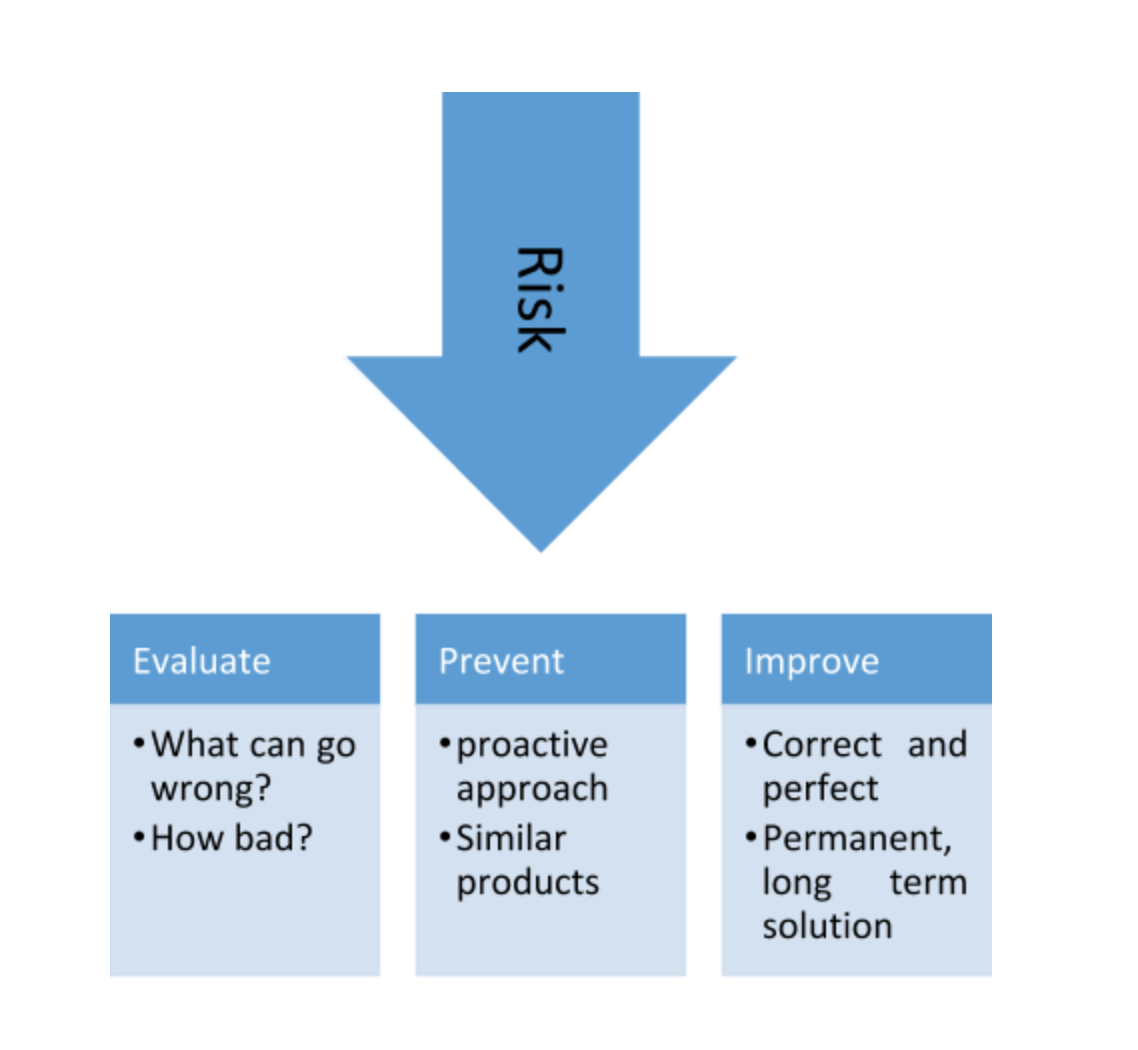 Risk
Evaluate
•What can go
wrong?
•How bad?
Prevent
•proactive
approach
•Similar
products
Improve
•Correct and
perfect
•Permanent,
long term
solution